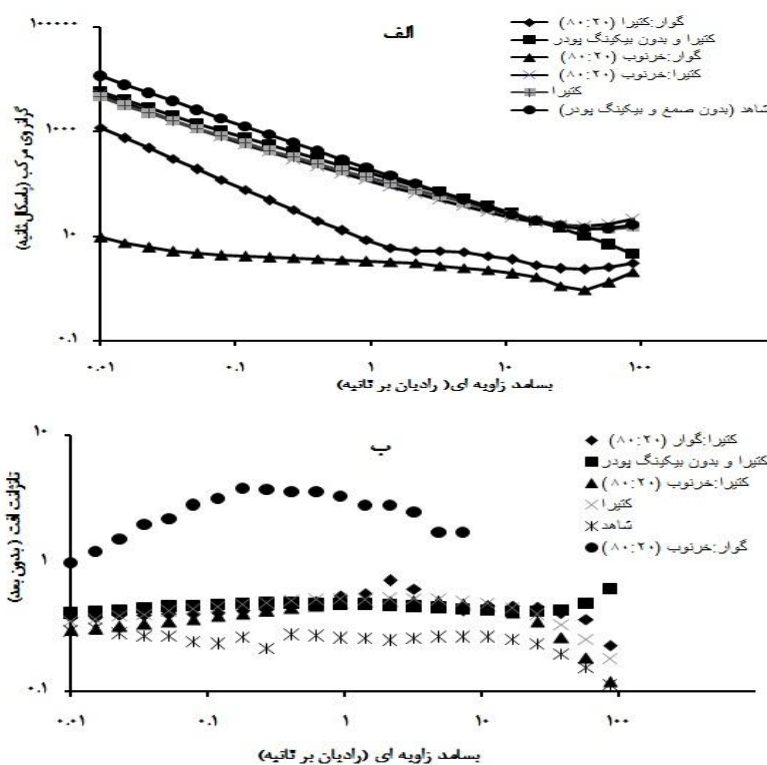 الف
۱۰۰۰۰۰
۱۰۰۰
۱۰
۰.۱
گرانروی مرکب (پاسکال.ثانیه)
گوار:کتیرا (۸۰:۲۰)
کتیرا و بدون بیکینگ پودر
گوار:خرنوب (۸۰:۲۰)
کتیرا:خرنوب (۸۰:۲۰)
کتیرا
شاهد (بدون صمغ و بیکینگ پودر)
۰.۰۱ ۰.۱ ۱ ۱۰ ۱۰۰
بسامد زاویه ای( رادیان بر ثانیه)
ب
۱۰
۱
۰.۱
تانژانت افت (بدون بعد)
کتیرا:گوار (۸۰:۲۰)
کتیرا و بدون بیکینگ پودر
کتیرا:خرنوب (۸۰:۲۰)
کتیرا
شاهد
گوار:خرنوب (۸۰:۲۰)
۰.۰۱ ۰.۱ ۱ ۱۰ ۱۰۰
بسامد زاویه ای (رادیان بر ثانیه)